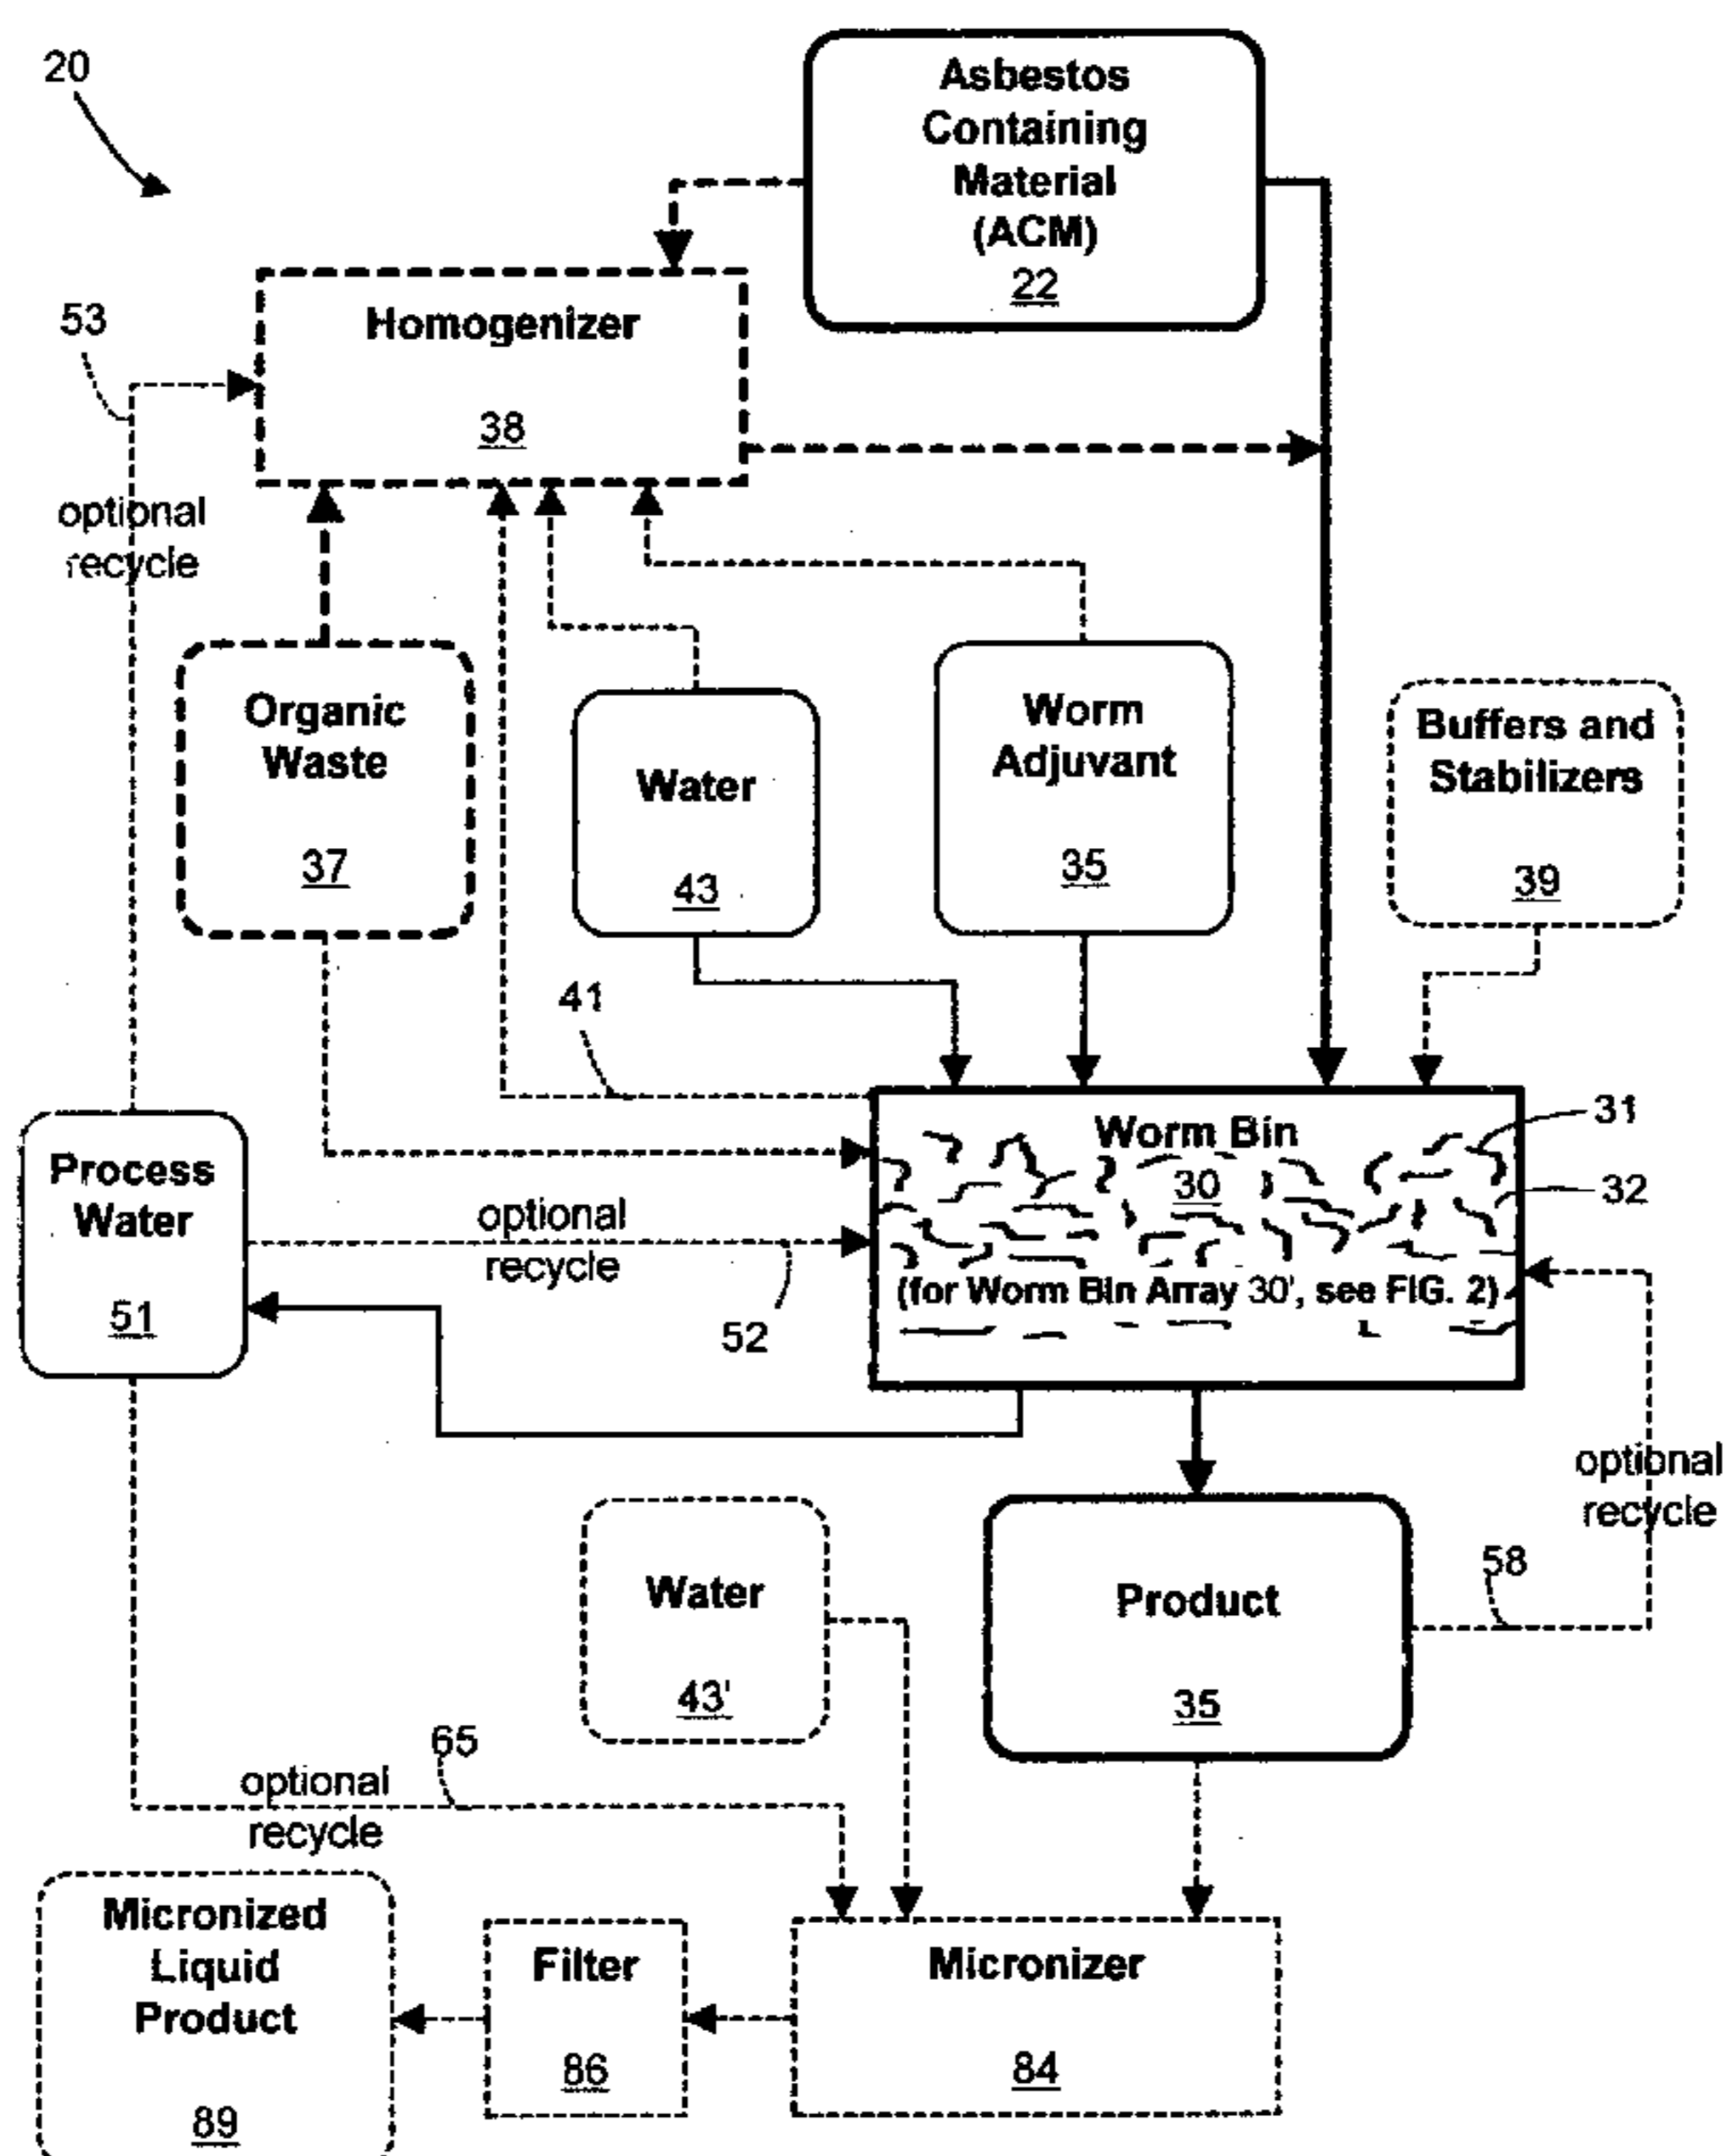 20
Asbestos
Containing
Material
(ACM)
22
53
Homogenizer
38
optional
recycle
Organic
Waste
37
Water
43
Worm
Adjuvant
35
Buffers and
Stabilizers
39
41
Process
Water
51
optional
recycle
52
Worm Bin
30
(for Worm Bin Array 30', see FIG. 2)
31
32
optional
recycle
58
Water
43'
Product
35
65
optional
recycle
Micronized
Liquid
Product
89
Filter
86
Micronizer
84